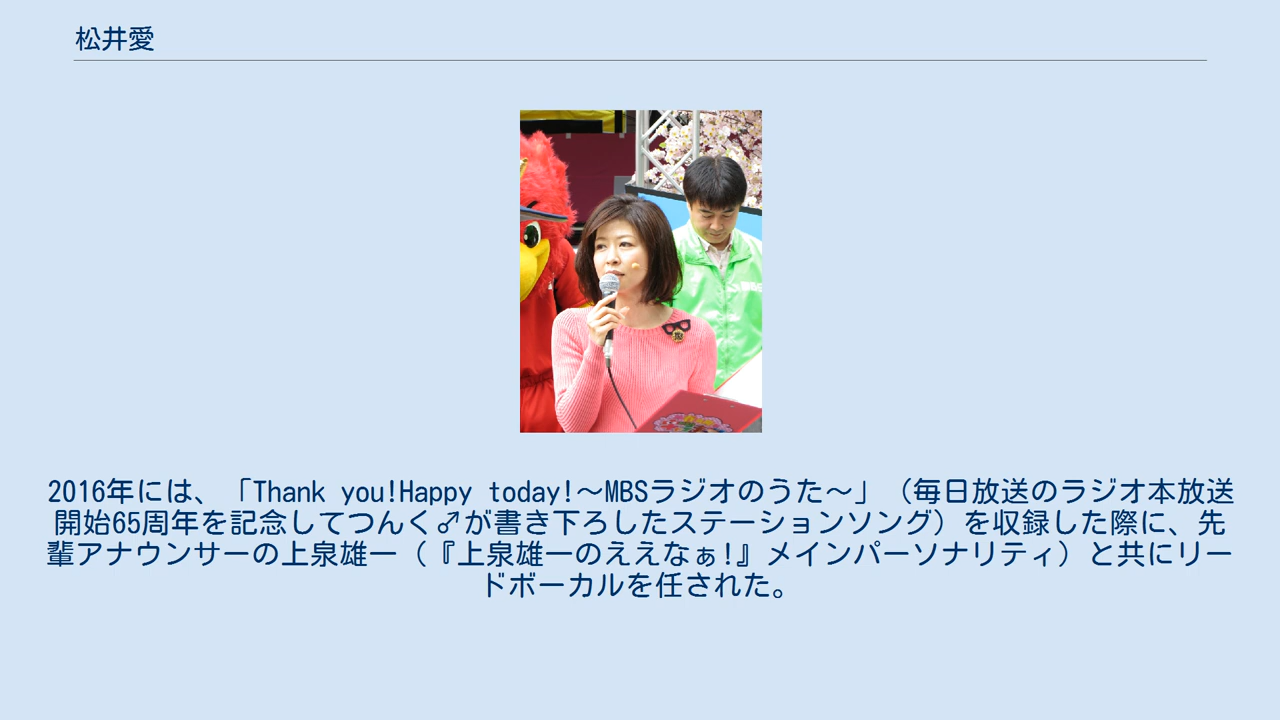 松井愛
2016年には、「Thank you!Happy today!～MBSラジオのうた～」（毎日放送のラジオ本放送
開始65周年を記念してつんく♂が書き下ろしたステーションソング）を収録した際に、先
輩アナウンサーの上泉雄一（『上泉雄一のええなぁ!』メインパーソナリティ）と共にリー
ドボーカルを任された。